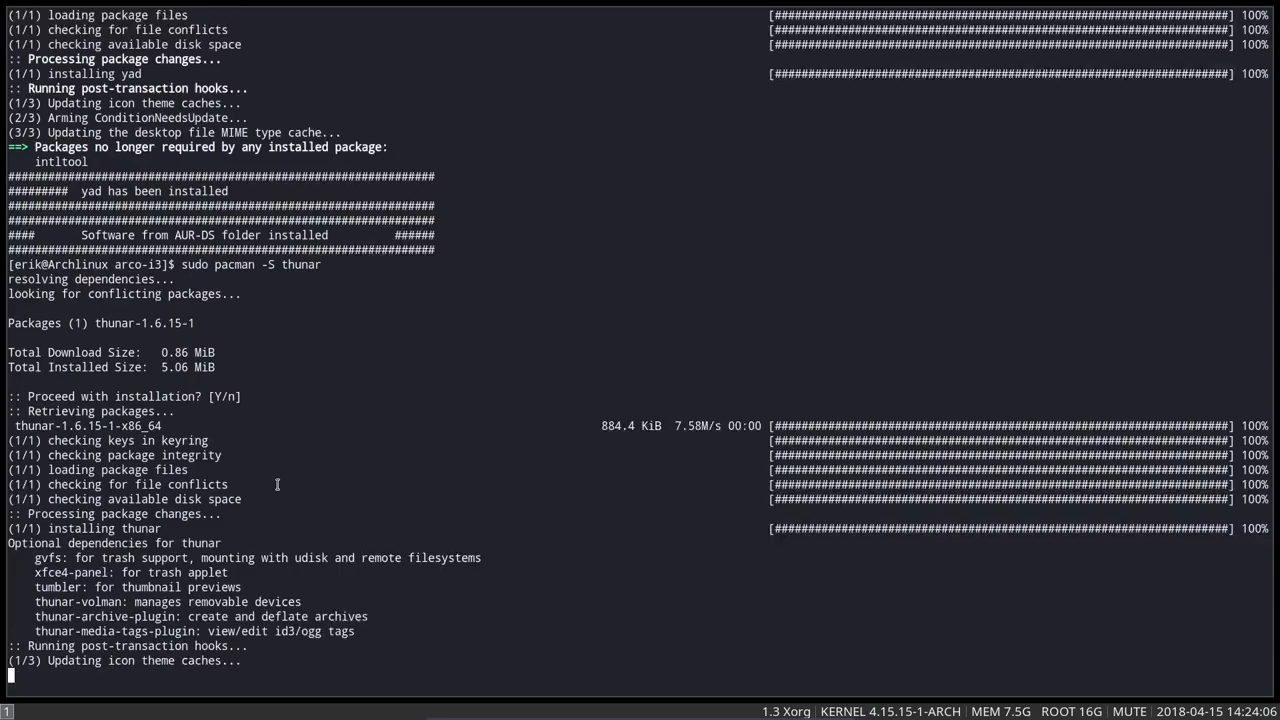 (1/1) loading package files [####################################################################] 100%
(1/1) checking for file conflicts [####################################################################] 100%
(1/1) checking available disk space [####################################################################] 100%
:: Processing package changes...
(1/1) installing yad [####################################################################] 100%
:: Running post-transaction hooks...
(1/3) Updating icon theme caches...
(2/3) Arming ConditionNeedsUpdate...
(3/3) Updating the desktop file MIME type cache...
==> Packages no longer required by any installed package:
    intltool
################################################################
#########  yad has been installed
################################################################
################################################################
####       Software from AUR-DS folder installed          ######
################################################################
[erik@Archlinux arco-i3]$ sudo pacman -S thunar
resolving dependencies...
looking for conflicting packages...
Packages (1) thunar-1.6.15-1
Total Download Size:   0.86 MiB
Total Installed Size:  5.06 MiB
:: Proceed with installation? [Y/n]
:: Retrieving packages...
 thunar-1.6.15-1-x86_64 884.4 KiB  7.58M/s 00:00 [####################################################################] 100%
(1/1) checking keys in keyring [####################################################################] 100%
(1/1) checking package integrity [####################################################################] 100%
(1/1) loading package files [####################################################################] 100%
(1/1) checking for file conflicts [####################################################################] 100%
(1/1) checking available disk space [####################################################################] 100%
:: Processing package changes...
(1/1) installing thunar [####################################################################] 100%
Optional dependencies for thunar
    gvfs: for trash support, mounting with udisk and remote filesystems
    xfce4-panel: for trash applet
    tumbler: for thumbnail previews
    thunar-volman: manages removable devices
    thunar-archive-plugin: create and deflate archives
    thunar-media-tags-plugin: view/edit id3/ogg tags
:: Running post-transaction hooks...
(1/3) Updating icon theme caches...
1 1.3 Xorg KERNEL 4.15.15-1-ARCH MEM 7.5G ROOT 16G MUTE 2018-04-15 14:24:06